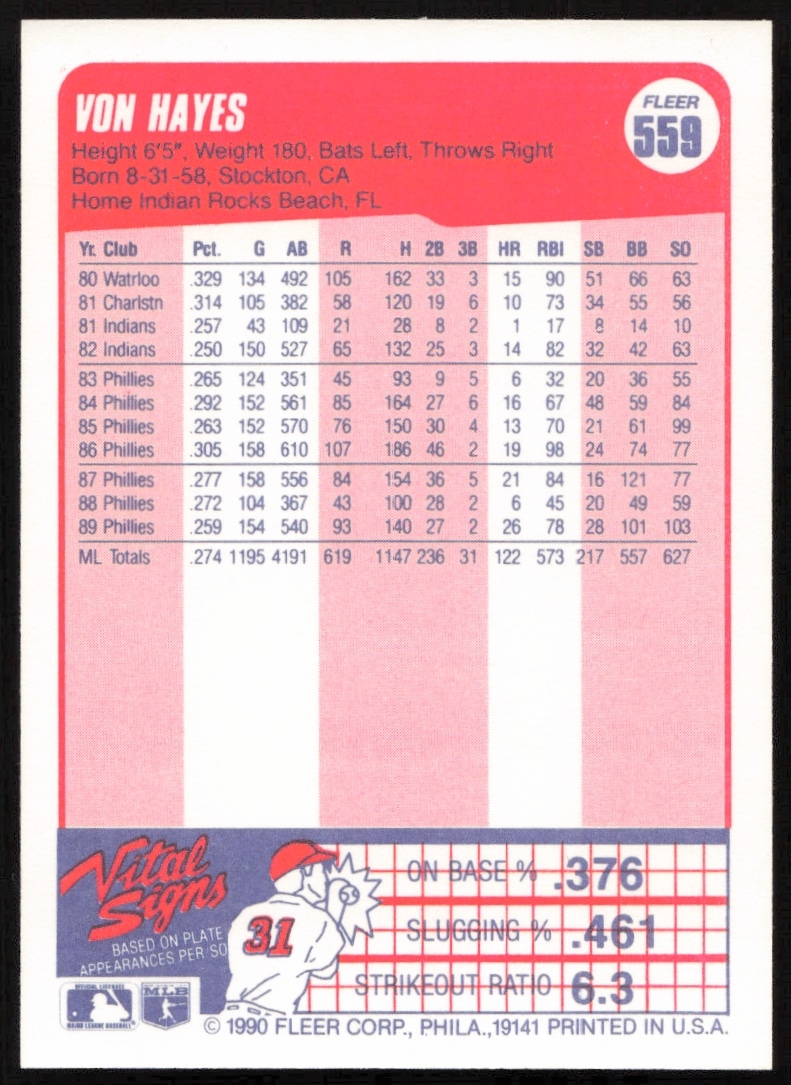 VON HAYES
FLEER
559
Height 6'5", Weight 180, Bats Left, Throws Right
Born 8-31-58, Stockton, CA
Home Indian Rocks Beach, FL
Yr. Club Pct. G AB R H 2B 3B HR RBI SB BB SO
80 Watrloo .329 134 492 105 162 33 3 15 90 51 66 63
81 Charlstn .314 105 382 58 120 19 6 10 73 34 55 56
81 Indians .257 43 109 21 28 8 2 1 17 8 14 10
82 Indians .250 150 527 65 132 25 3 14 82 32 42 63
83 Phillies .265 124 351 45 93 9 5 6 32 20 36 55
84 Phillies .292 152 561 85 164 27 6 16 67 48 59 84
85 Phillies .263 152 570 76 150 30 4 13 70 21 61 99
86 Phillies .305 158 610 107 186 46 2 19 98 24 74 77
87 Phillies .277 158 556 84 154 36 5 21 84 16 121 77
88 Phillies .272 104 367 43 100 28 2 6 45 20 49 59
89 Phillies .259 154 540 93 140 27 2 26 78 28 101 103
ML Totals .274 1195 4191 619 1147 236 31 122 573 217 557 627
Vital
Signs
BASED ON PLATE
APPEARANCES PER SO
31
ON BASE % .376
SLUGGING % .461
STRIKEOUT RATIO 6.3
OFFICIAL LICENSEE
MAJOR LEAGUE BASEBALL
MLB
© 1990 FLEER CORP., PHILA.,19141 PRINTED IN U.S.A.